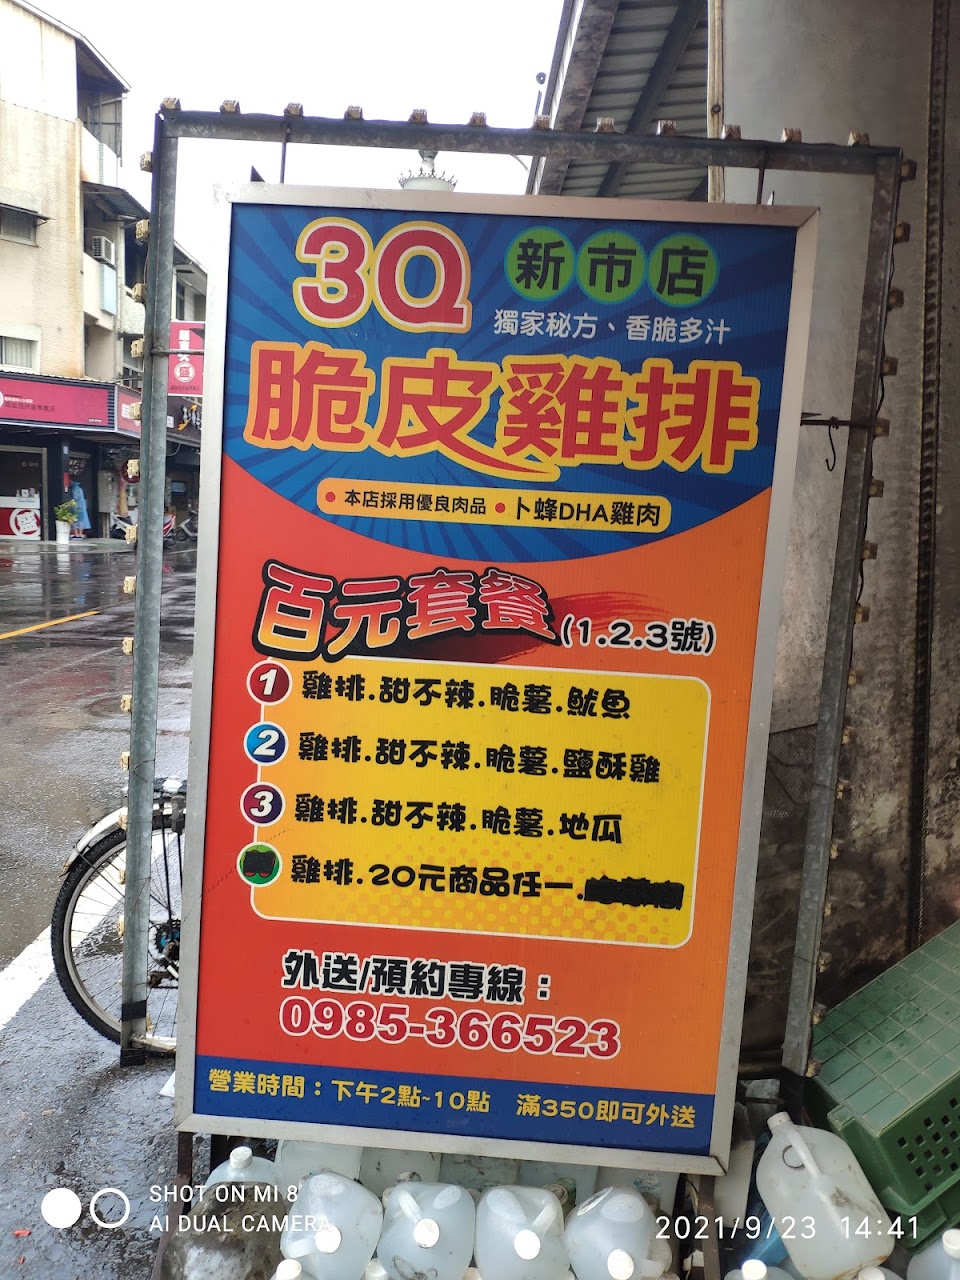 3Q 新市店
獨家秘方、香脆多汁
脆皮雞排
•本店採用優良肉品 •卜蜂DHA雞肉
百元套餐(1.2.3號)
1 雞排.甜不辣.脆薯.魷魚
2 雞排.甜不辣.脆薯.鹽酥雞
3 雞排.甜不辣.脆薯.地瓜
雞排.20元商品任一.
外送/預約專線：
0985-366523
營業時間：下午2點~10點 滿350即可外送
SHOT ON MI 8
AI DUAL CAMERA
2021/9/23 14:41